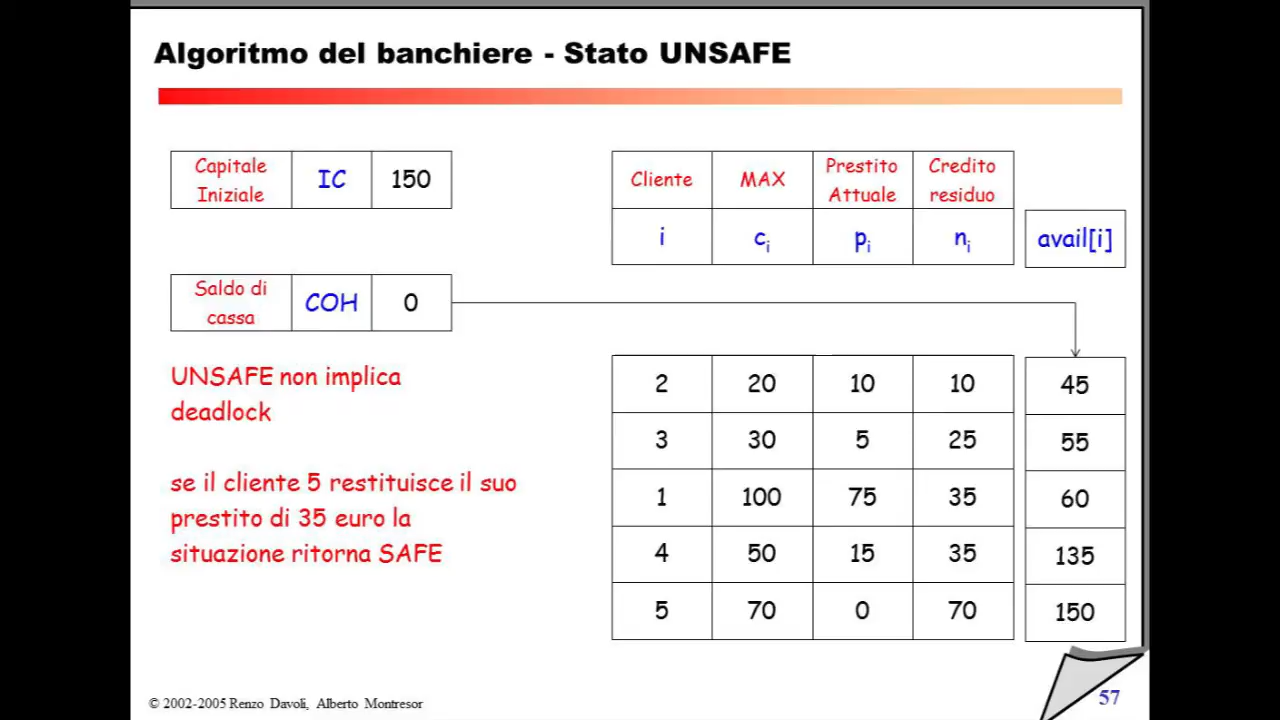 Algoritmo del banchiere - Stato UNSAFE
Capitale Iniziale IC 150
Saldo di cassa COH 0
UNSAFE non implica
deadlock
se il cliente 5 restituisce il suo
prestito di 35 euro la
situazione ritorna SAFE
Cliente MAX Prestito Attuale Credito residuo
i ci pi ni avail[i]
2 20 10 10 45
3 30 5 25 55
1 100 75 35 60
4 50 15 35 135
5 70 0 70 150
© 2002-2005 Renzo Davoli, Alberto Montresor
57